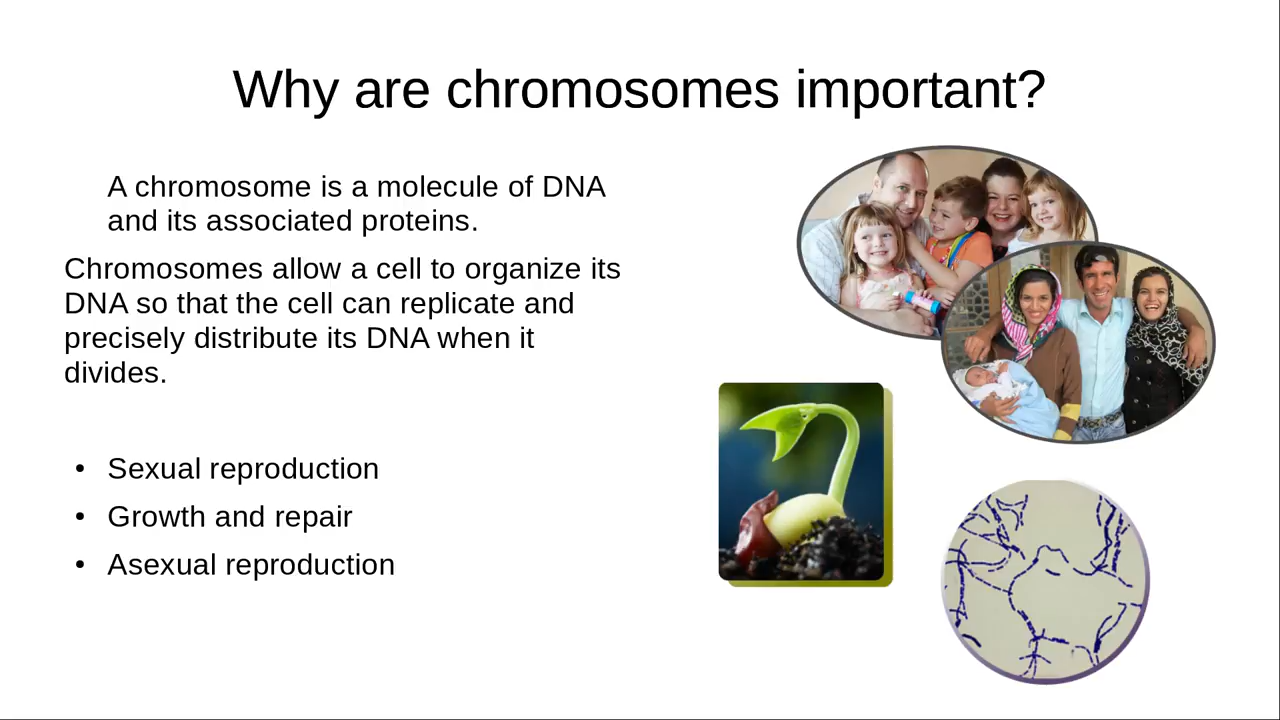 Why are chromosomes important?
A chromosome is a molecule of DNA
and its associated proteins.
Chromosomes allow a cell to organize its
DNA so that the cell can replicate and
precisely distribute its DNA when it
divides.
• Sexual reproduction
• Growth and repair
• Asexual reproduction